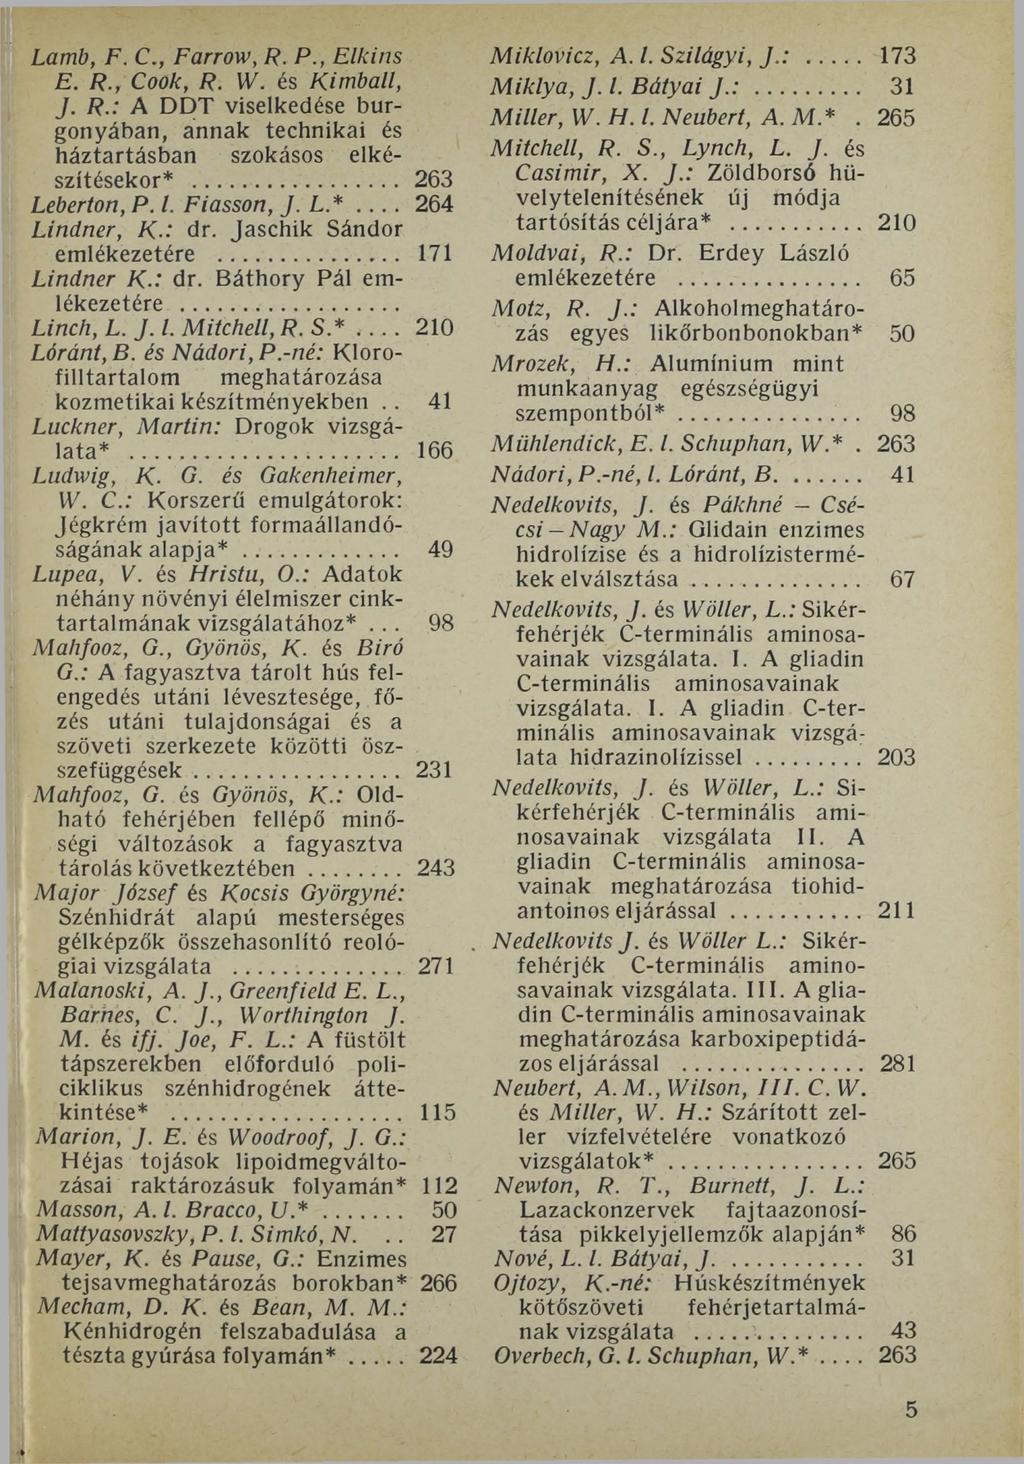 Lamb, F. C., Farrow, R. P., Elkins
E. R., Cook, R. W. és Kimball,
J. R.: A DDT viselkedése bur-
gonyában, annak technikai és
háztartásban szokásos elké-
szítésekor* ................ 263
Leberton, P. l. Fiasson, J. L.* .... 264
Lindner, K.: dr. Jaschik Sándor
emlékezetére .............. 171
Lindner K.: dr. Báthory Pál em-
lékezetére .................
Linch, L. J. l. Mitchell, R. S.* .... 210
Lóránt, B. és Nádori, P.-né: Kloro-
filltartalom meghatározása
kozmetikai készítményekben .. 41
Luckner, Martin: Drogok vizsgá-
lata* ..................... 166
Ludwig, K. G. és Gakenheimer,
W. C.: Korszerű emulgátorok:
Jégkrém javított formaállandó-
ságának alapja* ............. 49
Lupea, V. és Hristu, O.: Adatok
néhány növényi élelmiszer cink-
tartalmának vizsgálatához* ... 98
Mahfooz, G., Gyönös, K. és Biró
G.: A fagyasztva tárolt hús fel-
engedés utáni lévesztesége, fő-
zés utáni tulajdonságai és a
szöveti szerkezete közötti ösz-
szefüggések ................ 231
Mahfooz, G. és Gyönös, K.: Old-
ható fehérjében fellépő minő-
ségi változások a fagyasztva
tárolás következtében ........ 243
Major József és Kocsis Györgyné:
Szénhidrát alapú mesterséges
gélképzők összehasonlító reoló-
giai vizsgálata .............. 271
Malanoski, A. J., Greenfield E. L.,
Barnes, C. J., Worthington J.
M. és ifj. Joe, F. L.: A füstölt
tápszerekben előforduló poli-
ciklikus szénhidrogének átte-
kintése* .................. 115
Marion, J. E. és Woodroof, J. G.:
Héjas tojások lipoidmegválto-
zásai raktározásuk folyamán* 112
Masson, A. l. Bracco, U.* ....... 50
Mattyasovszky, P. l. Simkó, N. .. 27
Mayer, K. és Pause, G.: Enzimes
tejsavmeghatározás borokban* 266
Mecham, D. K. és Bean, M. M.:
Kénhidrogén felszabadulása a
tészta gyúrása folyamán* ..... 224
Miklovicz, A. l. Szilágyi, J.: ..... 173
Miklya, J. l. Bátyai J.: .......... 31
Miller, W. H. l. Neubert, A. M.* . 265
Mitchell, R. S., Lynch, L. J. és
Casimir, X. J.: Zöldborsó hü-
velytelenítésének új módja
tartósítás céljára* ........... 210
Moldvai, R.: Dr. Erdey László
emlékezetére .............. 65
Motz, R. J.: Alkoholmeghatáro-
zás egyes likőrbonbonokban* 50
Mrozek, H.: Alumínium mint
munkaanyag egészségügyi
szempontból* .............. 98
Mühlendick, E. l. Schuphan, W.* . 263
Nádori, P.-né, l. Lóránt, B. ....... 41
Nedelkovits, J. és Pákhné – Csé-
csi – Nagy M.: Glidain enzimes
hidrolízise és a hidrolízistermé-
kek elválsztása ............. 67
Nedelkovits, J. és Wöller, L.: Sikér-
fehérjék C-terminális aminosa-
vainak vizsgálata. I. A gliadin
C-terminális aminosavainak
vizsgálata. I. A gliadin C-ter-
minális aminosavainak vizsgá-
lata hidrazinolízissel ......... 203
Nedelkovits, J. és Wöller, L.: Si-
kérfehérjék C-terminális ami-
nosavainak vizsgálata II. A
gliadin C-terminális aminosa-
vainak meghatározása tiohid-
antoinos eljárással ........... 211
Nedelkovits J. és Wöller L.: Sikér-
fehérjék C-terminális amino-
savainak vizsgálata. III. A glia-
din C-terminális aminosavainak
meghatározása karboxipeptidá-
zos eljárással .............. 281
Neubert, A. M., Wilson, III. C. W.
és Miller, W. H.: Szárított zel-
ler vízfelvételére vonatkozó
vizsgálatok* ............... 265
Newton, R. T., Burnett, J. L.:
Lazackonzervek fajtaazonosí-
tása pikkelyjellemzők alapján* 86
Nové, L. l. Bátyai, J. ........... 31
Ojtozy, K.-né: Húskészítmények
kötőszöveti fehérjetartalmá-
nak vizsgálata ............. 43
Overbech, G. l. Schuphan, W.* .... 263
5